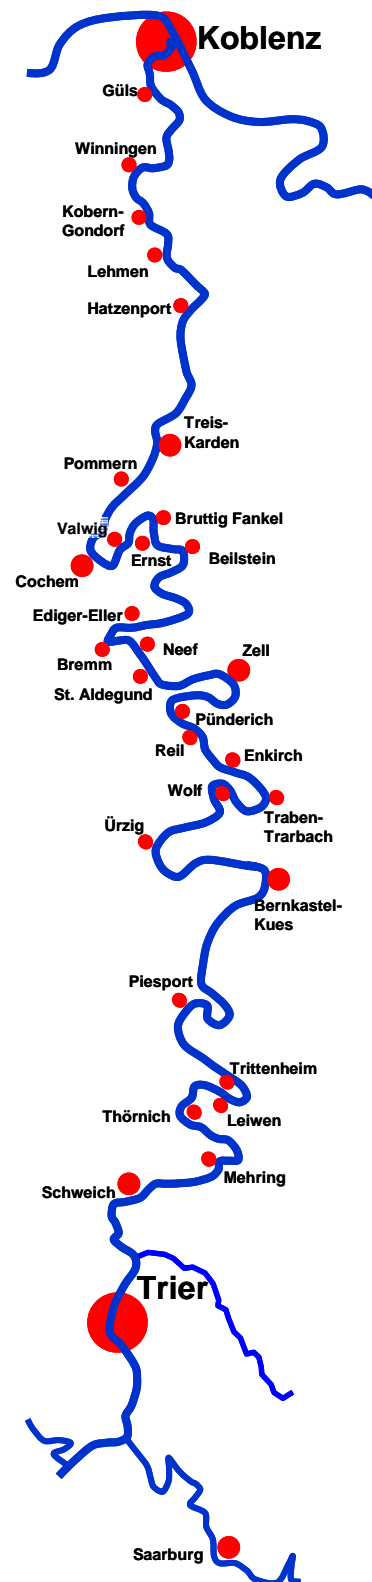 Koblenz
Güls
Winningen
Kobern-
Gondorf
Lehmen
Hatzenport
Treis-
Karden
Pommern
Bruttig Fankel
Valwig
Ernst
Beilstein
Cochem
Ediger-Eller
Neef
Zell
Bremm
St. Aldegund
Pünderich
Reil
Enkirch
Wolf
Traben-
Trarbach
Ürzig
Bernkastel-
Kues
Piesport
Trittenheim
Thörnich
Leiwen
Mehring
Schweich
Trier
Saarburg